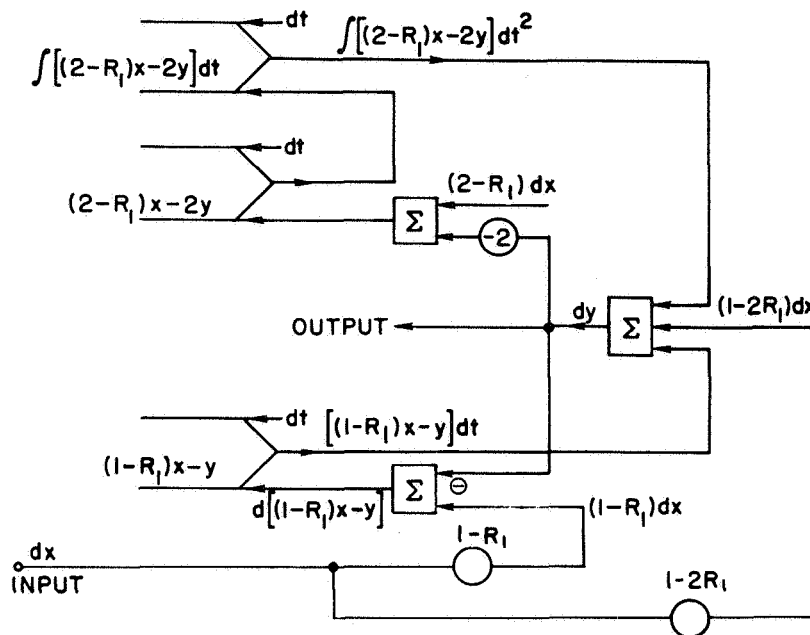 dt
∫[(2-R₁)x-2y]dt²
∫[(2-R₁)x-2y]dt
dt
(2-R₁)dx
(2-R₁)x-2y
Σ
-2
dy
Σ
(1-2R₁)dx
OUTPUT
dt
[(1-R₁)x-y]dt
(1-R₁)x-y
Σ
⊖
d[(1-R₁)x-y]
(1-R₁)dx
dx
1-R₁
INPUT
1-2R₁